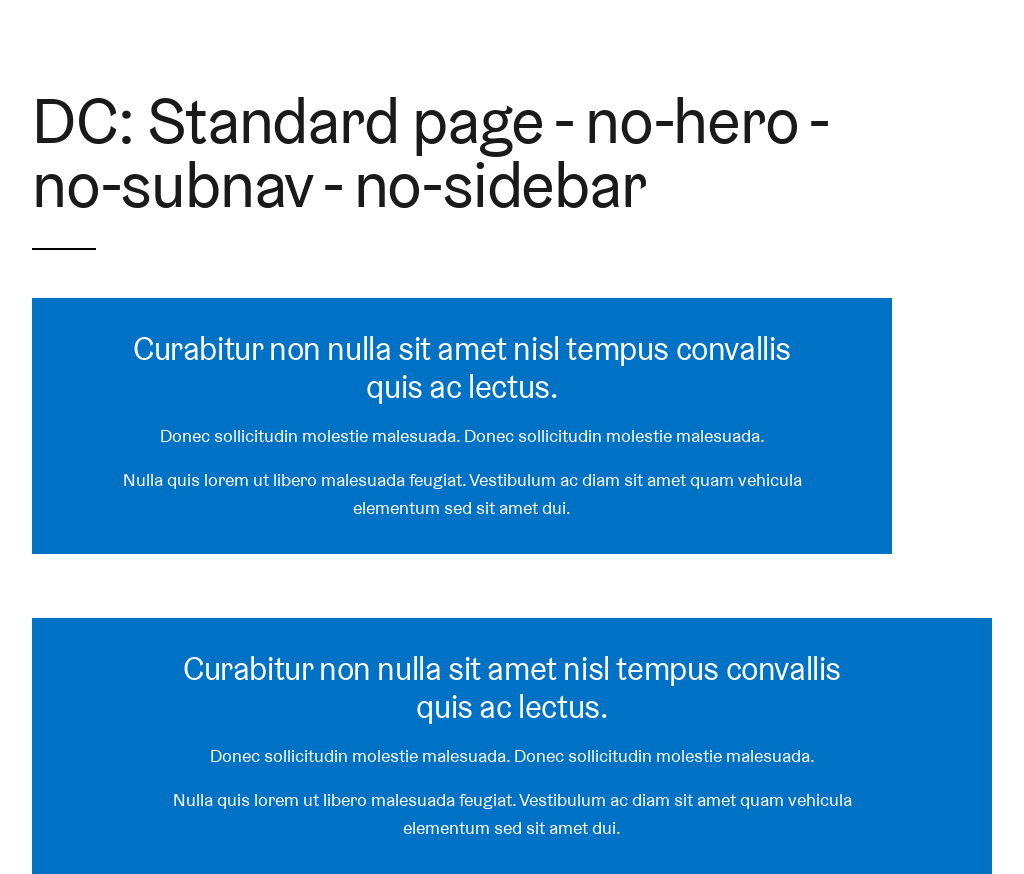 DC: Standard page - no-hero -
no-subnav - no-sidebar
Curabitur non nulla sit amet nisl tempus convallis
quis ac lectus.
Donec sollicitudin molestie malesuada. Donec sollicitudin molestie malesuada.
Nulla quis lorem ut libero malesuada feugiat. Vestibulum ac diam sit amet quam vehicula
elementum sed sit amet dui.
Curabitur non nulla sit amet nisl tempus convallis
quis ac lectus.
Donec sollicitudin molestie malesuada. Donec sollicitudin molestie malesuada.
Nulla quis lorem ut libero malesuada feugiat. Vestibulum ac diam sit amet quam vehicula
elementum sed sit amet dui.